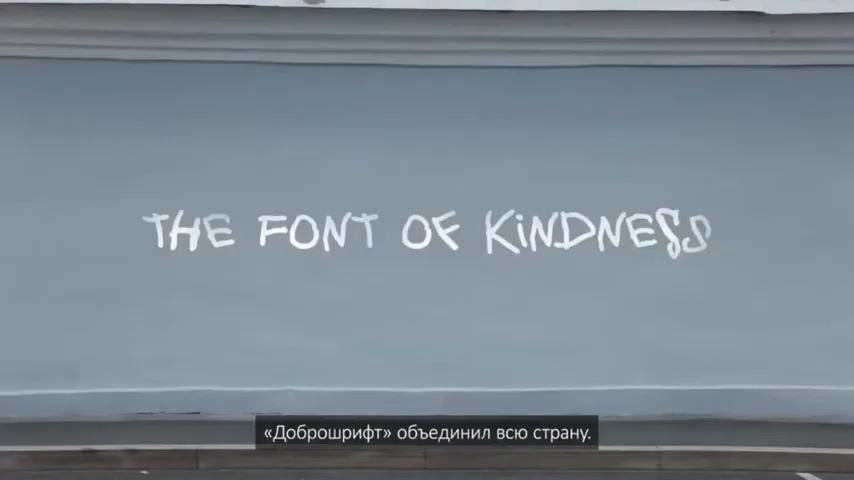 THE FONT OF KiNDNESS
«Доброшрифт» объединил всю страну.